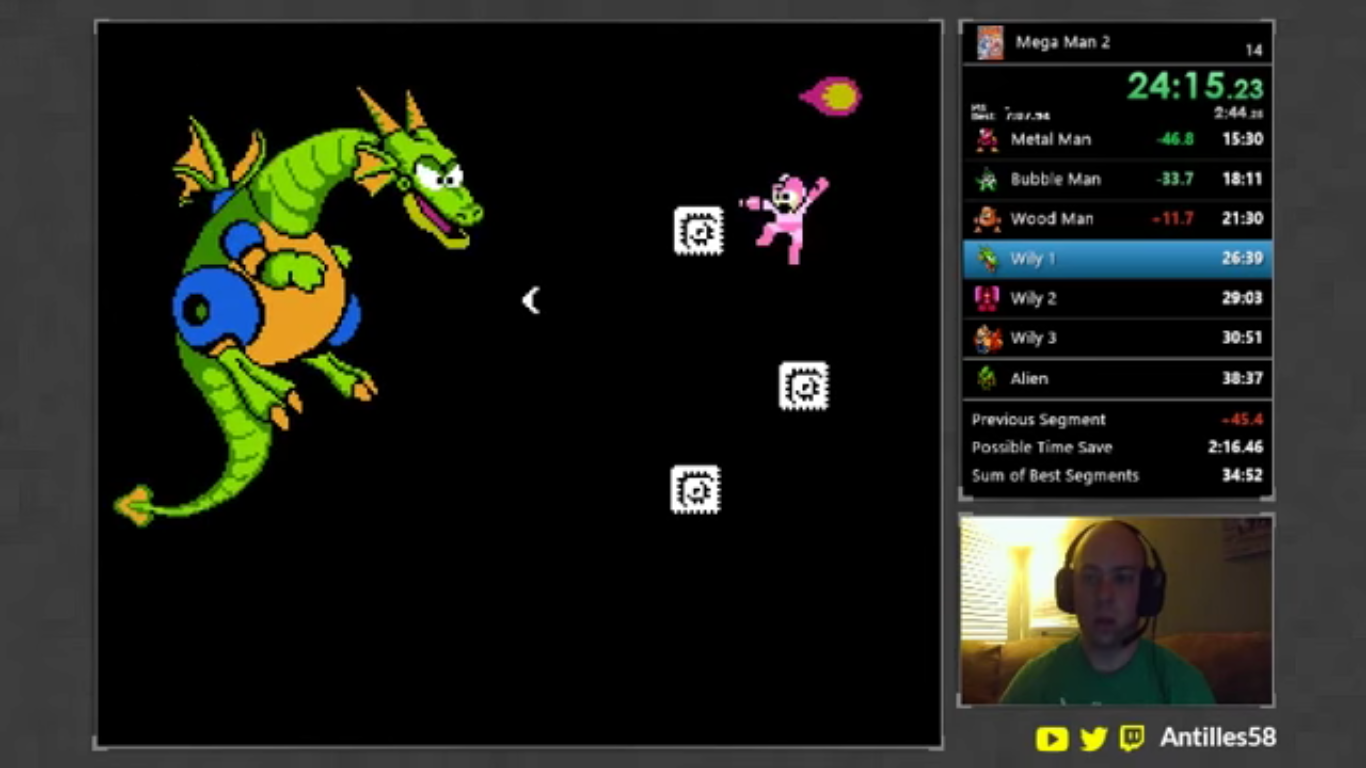 Mega Man 2
14
24:15.23
2:44
Metal Man -46.8 15:30
Bubble Man -33.7 18:11
Wood Man -11.7 21:30
Wily 1 26:39
Wily 2 29:03
Wily 3 30:51
Alien 38:37
Previous Segment -45.4
Possible Time Save 2:16.46
Sum of Best Segments 34:52
Antilles58